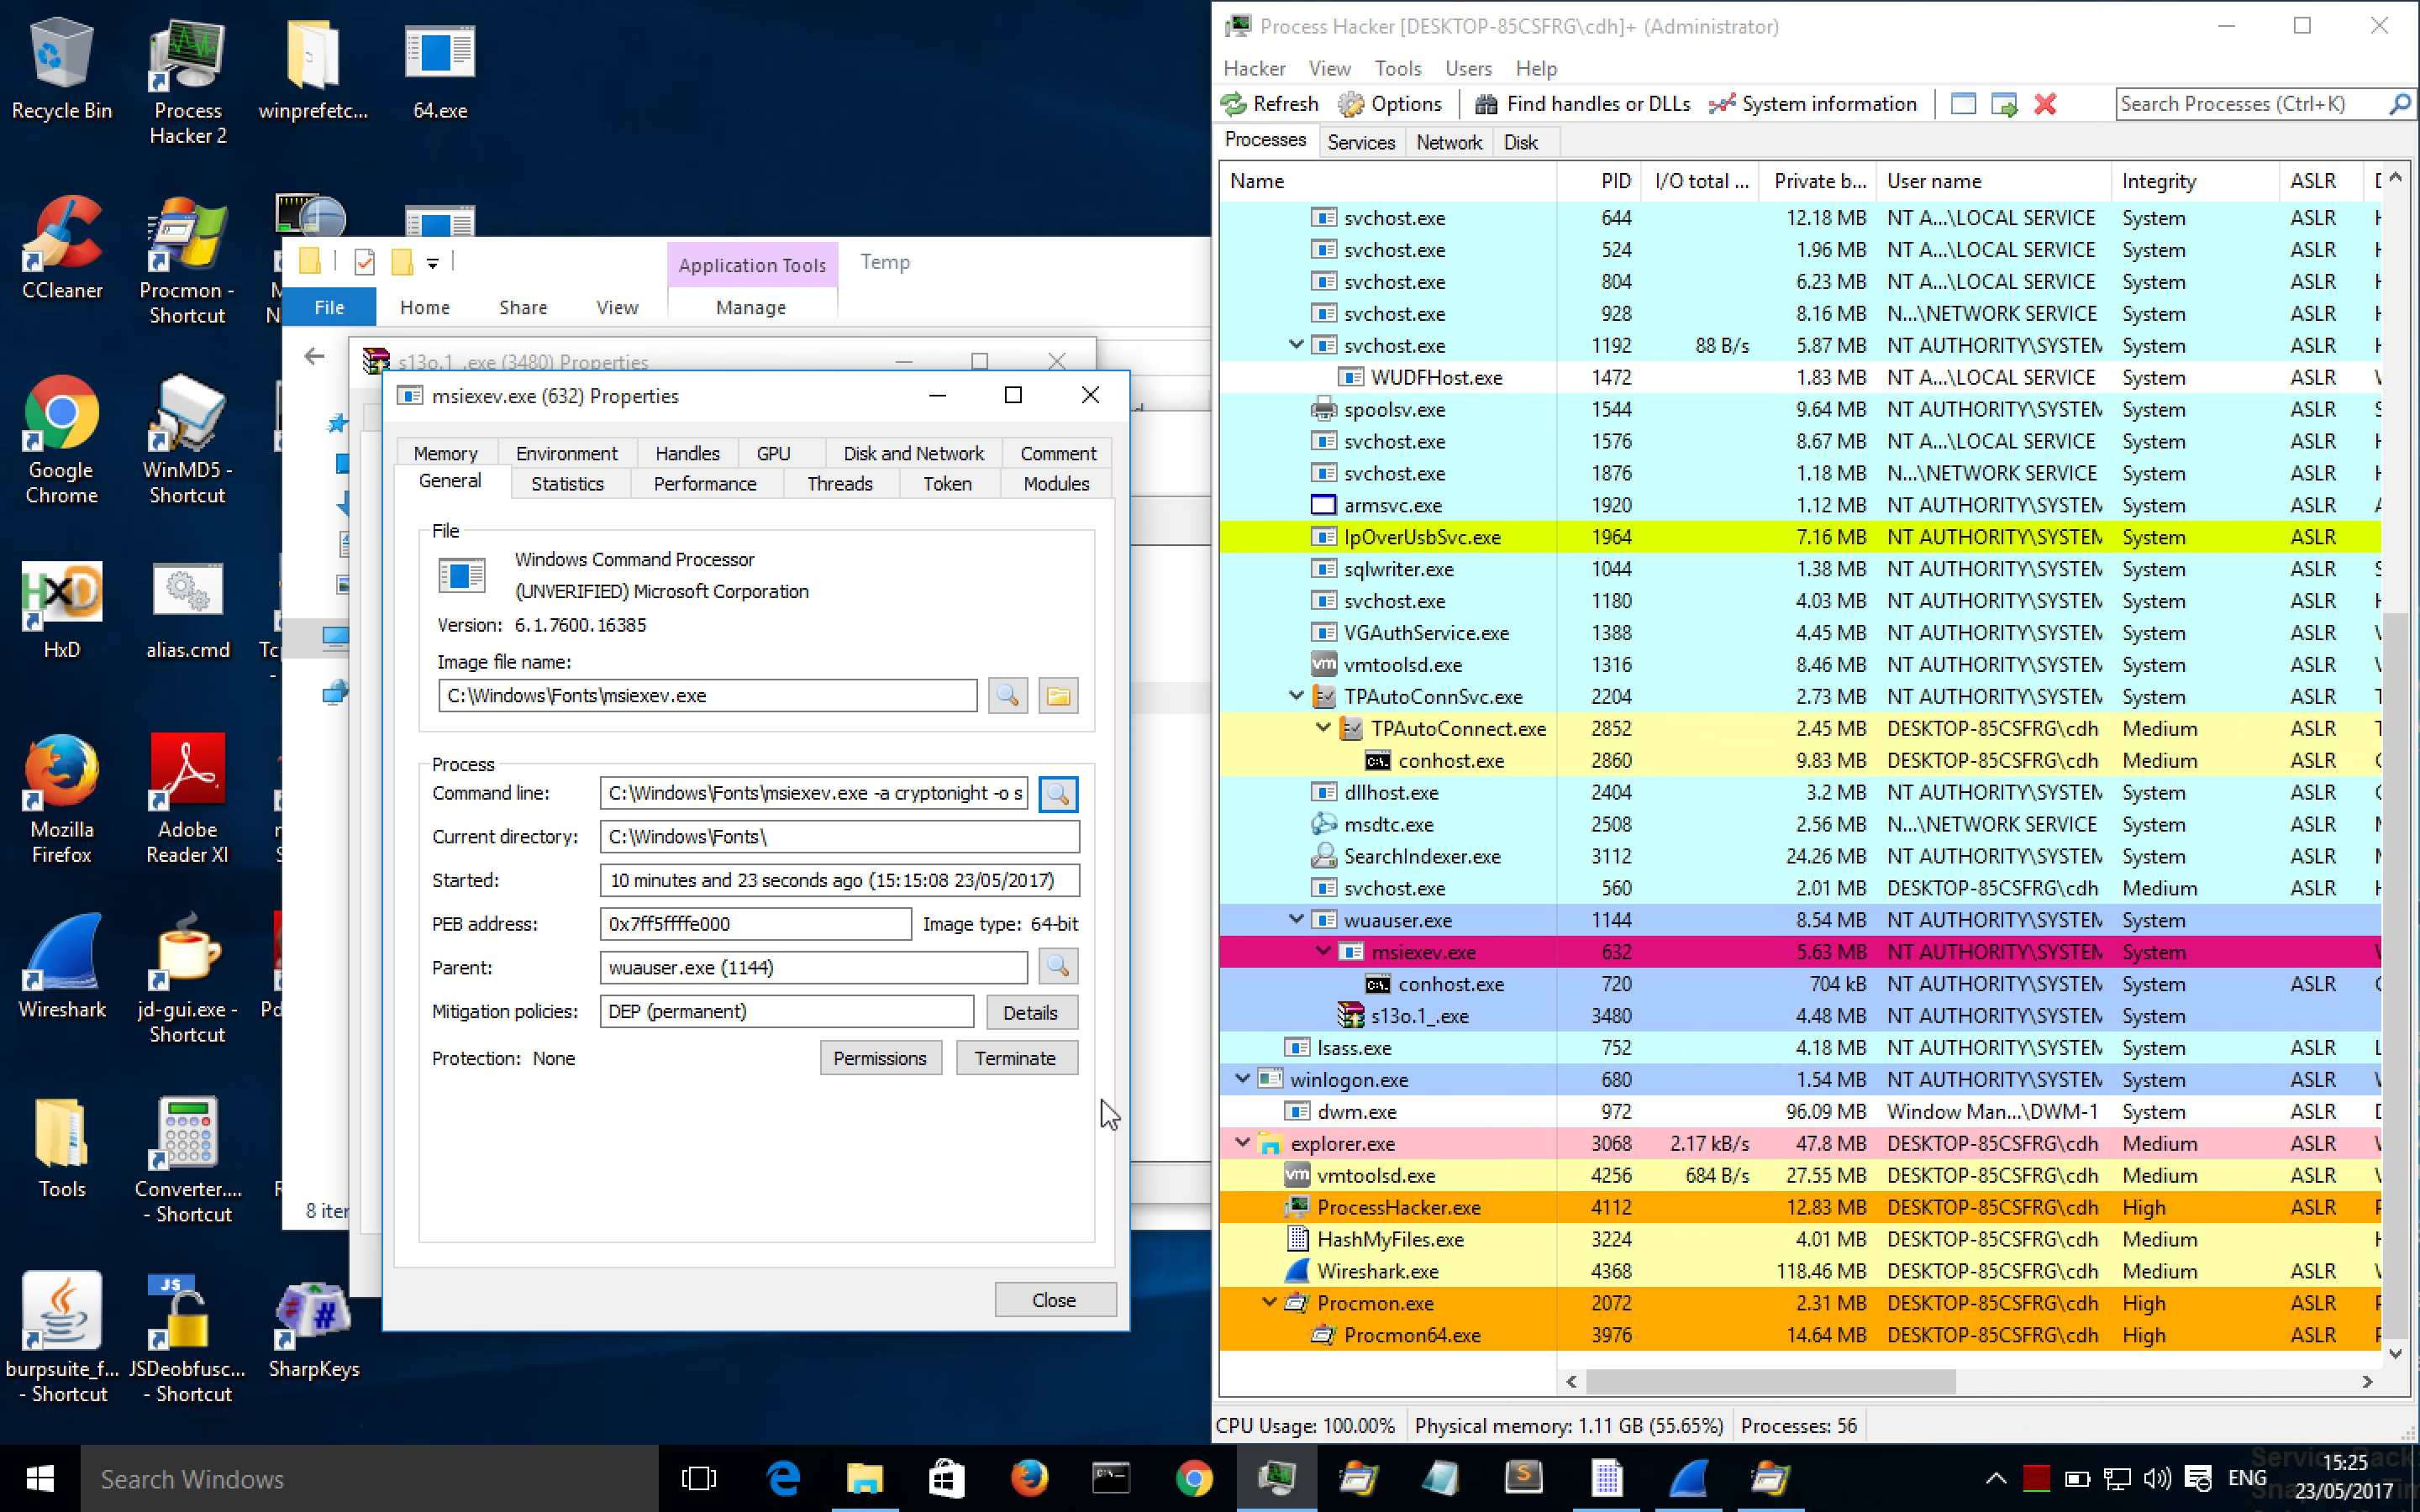 Recycle Bin
Process
Hacker 2
winprefetc...
64.exe
CCleaner
Procmon -
Shortcut
Google
Chrome
WinMD5 -
Shortcut
HxD
alias.cmd
Mozilla
Firefox
Adobe
Reader XI
Wireshark
jd-gui.exe -
Shortcut
Tools
Converter....
- Shortcut
burpsuite_f...
- Shortcut
JSDeobfusc...
- Shortcut
SharpKeys
Application Tools
Temp
File
Home
Share
View
Manage
s13o.1_.exe (3480) Properties
8 iter
msiexev.exe (632) Properties
Memory
Environment
Handles
GPU
Disk and Network
Comment
General
Statistics
Performance
Threads
Token
Modules
File
Windows Command Processor
(UNVERIFIED) Microsoft Corporation
Version: 6.1.7600.16385
Image file name:
C:\Windows\Fonts\msiexev.exe
Process
Command line: C:\Windows\Fonts\msiexev.exe -a cryptonight -o s
Current directory: C:\Windows\Fonts\
Started: 10 minutes and 23 seconds ago (15:15:08 23/05/2017)
PEB address: 0x7ff5ffffe000 Image type: 64-bit
Parent: wuauser.exe (1144)
Mitigation policies: DEP (permanent) Details
Protection: None Permissions Terminate
Close
Process Hacker [DESKTOP-85CSFRG\cdh]+ (Administrator)
Hacker View Tools Users Help
Refresh Options Find handles or DLLs System information Search Processes (Ctrl+K)
Processes Services Network Disk
Name PID I/O total ... Private b... User name Integrity ASLR
svchost.exe 644 12.18 MB NT A...\LOCAL SERVICE System ASLR
svchost.exe 524 1.96 MB NT A...\LOCAL SERVICE System ASLR
svchost.exe 804 6.23 MB NT A...\LOCAL SERVICE System ASLR
svchost.exe 928 8.16 MB N...\NETWORK SERVICE System ASLR
svchost.exe 1192 88 B/s 5.87 MB NT AUTHORITY\SYSTEM System ASLR
WUDFHost.exe 1472 1.83 MB NT A...\LOCAL SERVICE System ASLR
spoolsv.exe 1544 9.64 MB NT AUTHORITY\SYSTEM System ASLR
svchost.exe 1576 8.67 MB NT A...\LOCAL SERVICE System ASLR
svchost.exe 1876 1.18 MB N...\NETWORK SERVICE System ASLR
armsvc.exe 1920 1.12 MB NT AUTHORITY\SYSTEM System ASLR
IpOverUsbSvc.exe 1964 7.16 MB NT AUTHORITY\SYSTEM System ASLR
sqlwriter.exe 1044 1.38 MB NT AUTHORITY\SYSTEM System ASLR
svchost.exe 1180 4.03 MB NT AUTHORITY\SYSTEM System ASLR
VGAuthService.exe 1388 4.45 MB NT AUTHORITY\SYSTEM System ASLR
vmtoolsd.exe 1316 8.46 MB NT AUTHORITY\SYSTEM System ASLR
TPAutoConnSvc.exe 2204 2.73 MB NT AUTHORITY\SYSTEM System ASLR
TPAutoConnect.exe 2852 2.45 MB DESKTOP-85CSFRG\cdh Medium ASLR
conhost.exe 2860 9.83 MB DESKTOP-85CSFRG\cdh Medium ASLR
dllhost.exe 2404 3.2 MB NT AUTHORITY\SYSTEM System ASLR
msdtc.exe 2508 2.56 MB N...\NETWORK SERVICE System ASLR
SearchIndexer.exe 3112 24.26 MB NT AUTHORITY\SYSTEM System ASLR
svchost.exe 560 2.01 MB DESKTOP-85CSFRG\cdh Medium ASLR
wuauser.exe 1144 8.54 MB NT AUTHORITY\SYSTEM System
msiexev.exe 632 5.63 MB NT AUTHORITY\SYSTEM System
conhost.exe 720 704 kB NT AUTHORITY\SYSTEM System ASLR
s13o.1_.exe 3480 4.48 MB NT AUTHORITY\SYSTEM System
lsass.exe 752 4.18 MB NT AUTHORITY\SYSTEM System ASLR
winlogon.exe 680 1.54 MB NT AUTHORITY\SYSTEM System ASLR
dwm.exe 972 96.09 MB Window Man...\DWM-1 System ASLR
explorer.exe 3068 2.17 kB/s 47.8 MB DESKTOP-85CSFRG\cdh Medium ASLR
vmtoolsd.exe 4256 684 B/s 27.55 MB DESKTOP-85CSFRG\cdh Medium ASLR
ProcessHacker.exe 4112 12.83 MB DESKTOP-85CSFRG\cdh High ASLR
HashMyFiles.exe 3224 4.01 MB DESKTOP-85CSFRG\cdh Medium
Wireshark.exe 4368 118.46 MB DESKTOP-85CSFRG\cdh Medium ASLR
Procmon.exe 2072 2.31 MB DESKTOP-85CSFRG\cdh High ASLR
Procmon64.exe 3976 14.64 MB DESKTOP-85CSFRG\cdh High ASLR
CPU Usage: 100.00% Physical memory: 1.11 GB (55.65%) Processes: 56
Search Windows
ENG
15:25
23/05/2017